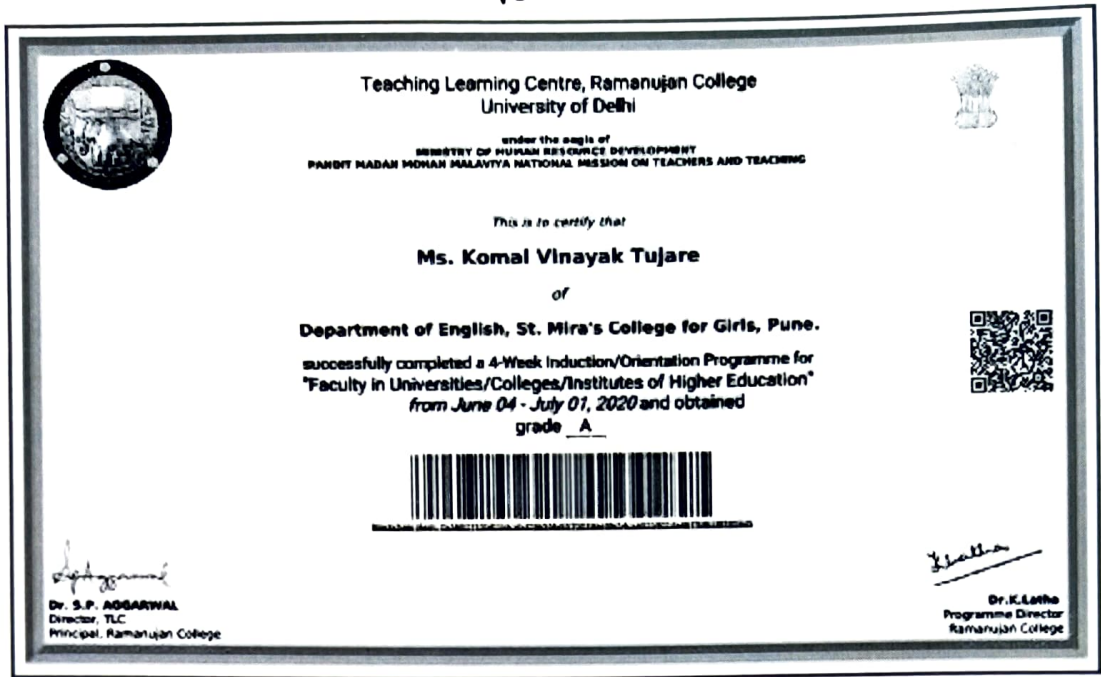 Teaching Learning Centre, Ramanujan College
University of Delhi
under the aegis of
MINISTRY OF HUMAN RESOURCE DEVELOPMENT
PANDIT MADAN MOHAN MALAVIYA NATIONAL MISSION ON TEACHERS AND TEACHING
This is to certify that
Ms. Komal Vinayak Tujare
of
Department of English, St. Mira's College for Girls, Pune.
successfully completed a 4-Week Induction/Orientation Programme for
"Faculty in Universities/Colleges/Institutes of Higher Education"
from June 04 - July 01, 2020 and obtained
grade A
Dr. S.P. AGGARWAL
Director, TLC
Principal, Ramanujan College
Dr.K.Latha
Programme Director
Ramanujan College